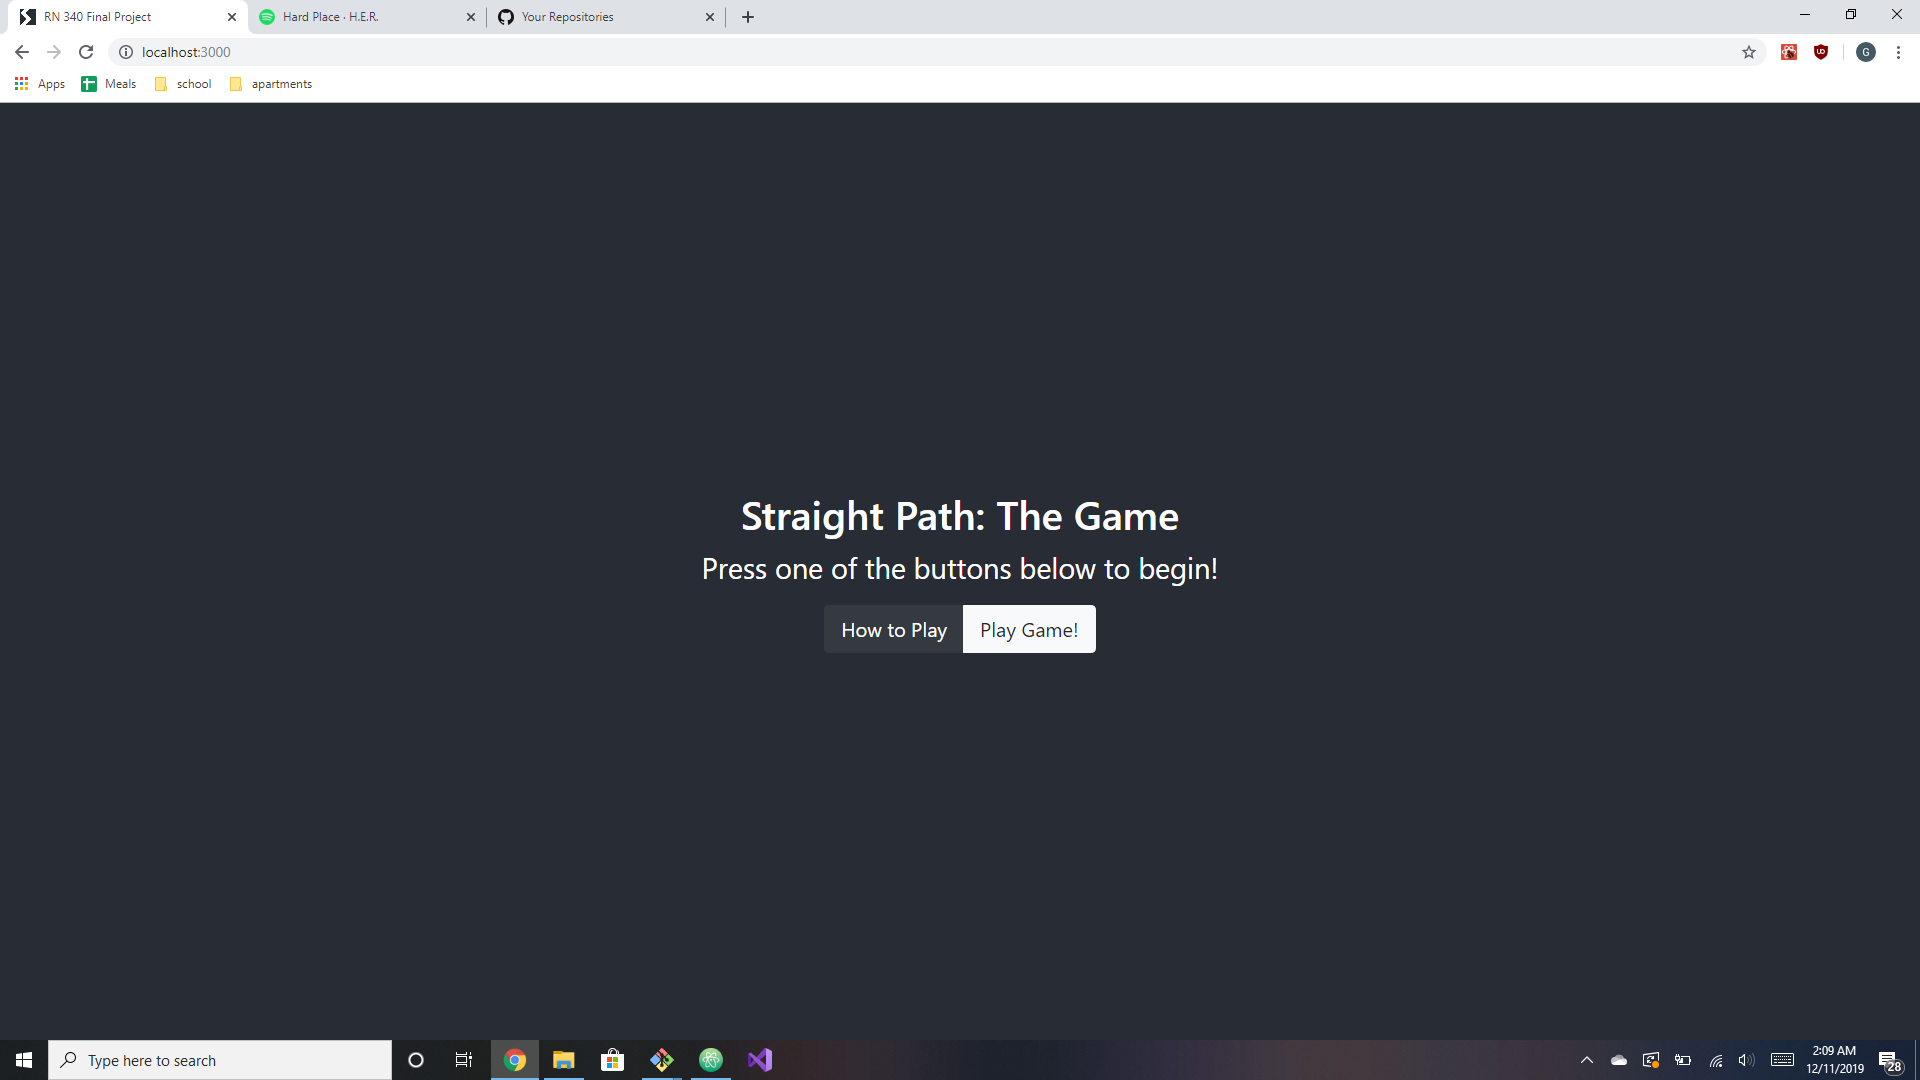 RN 340 Final Project
Hard Place · H.E.R.
Your Repositories
localhost:3000
G
Apps
Meals
school
apartments
Straight Path: The Game
Press one of the buttons below to begin!
How to Play
Play Game!
Type here to search
2:09 AM
12/11/2019
28